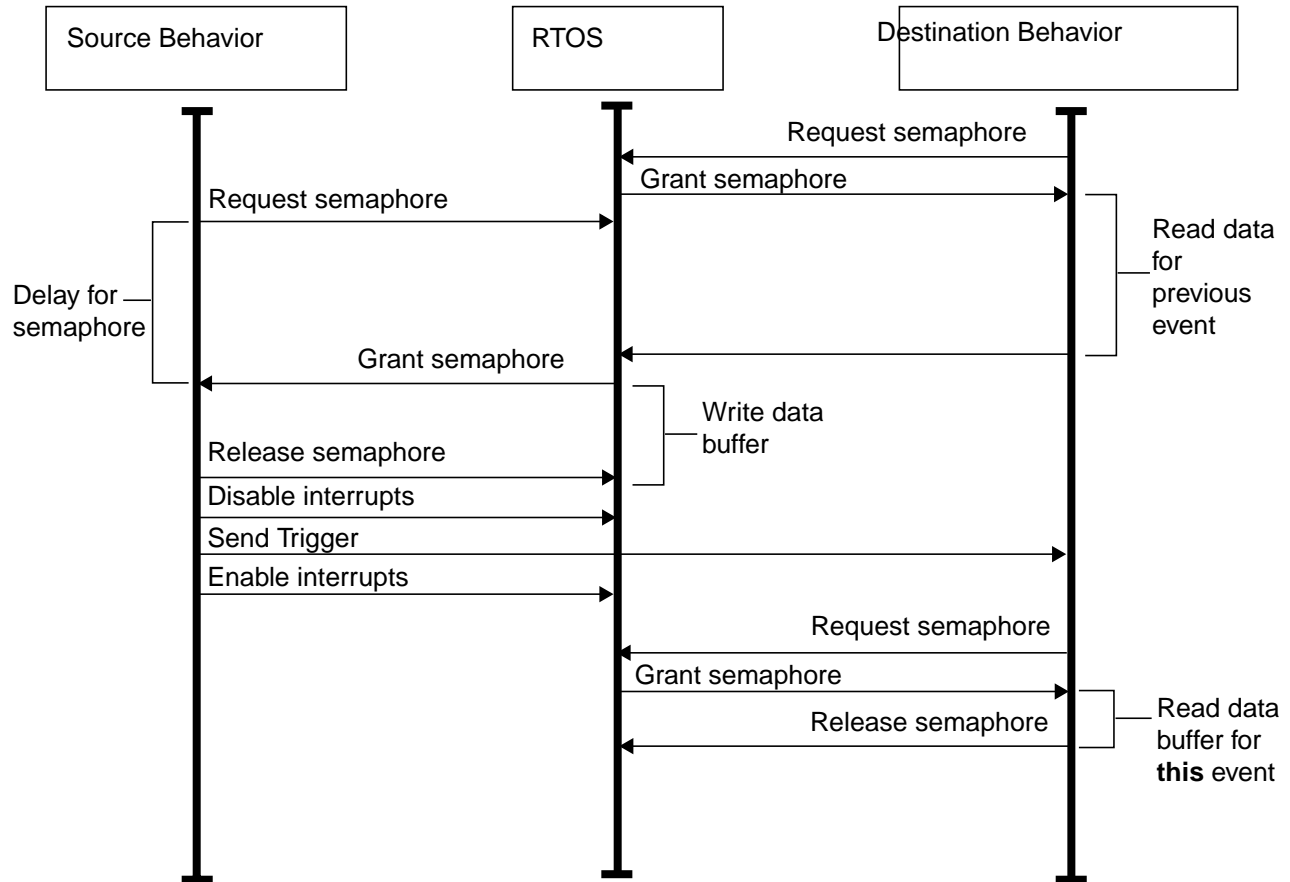 Source Behavior
RTOS
Destination Behavior
Request semaphore
Grant semaphore
Request semaphore
Read data
for
previous
event
Delay for
semaphore
Grant semaphore
Write data
buffer
Release semaphore
Disable interrupts
Send Trigger
Enable interrupts
Request semaphore
Grant semaphore
Release semaphore
Read data
buffer for
this event